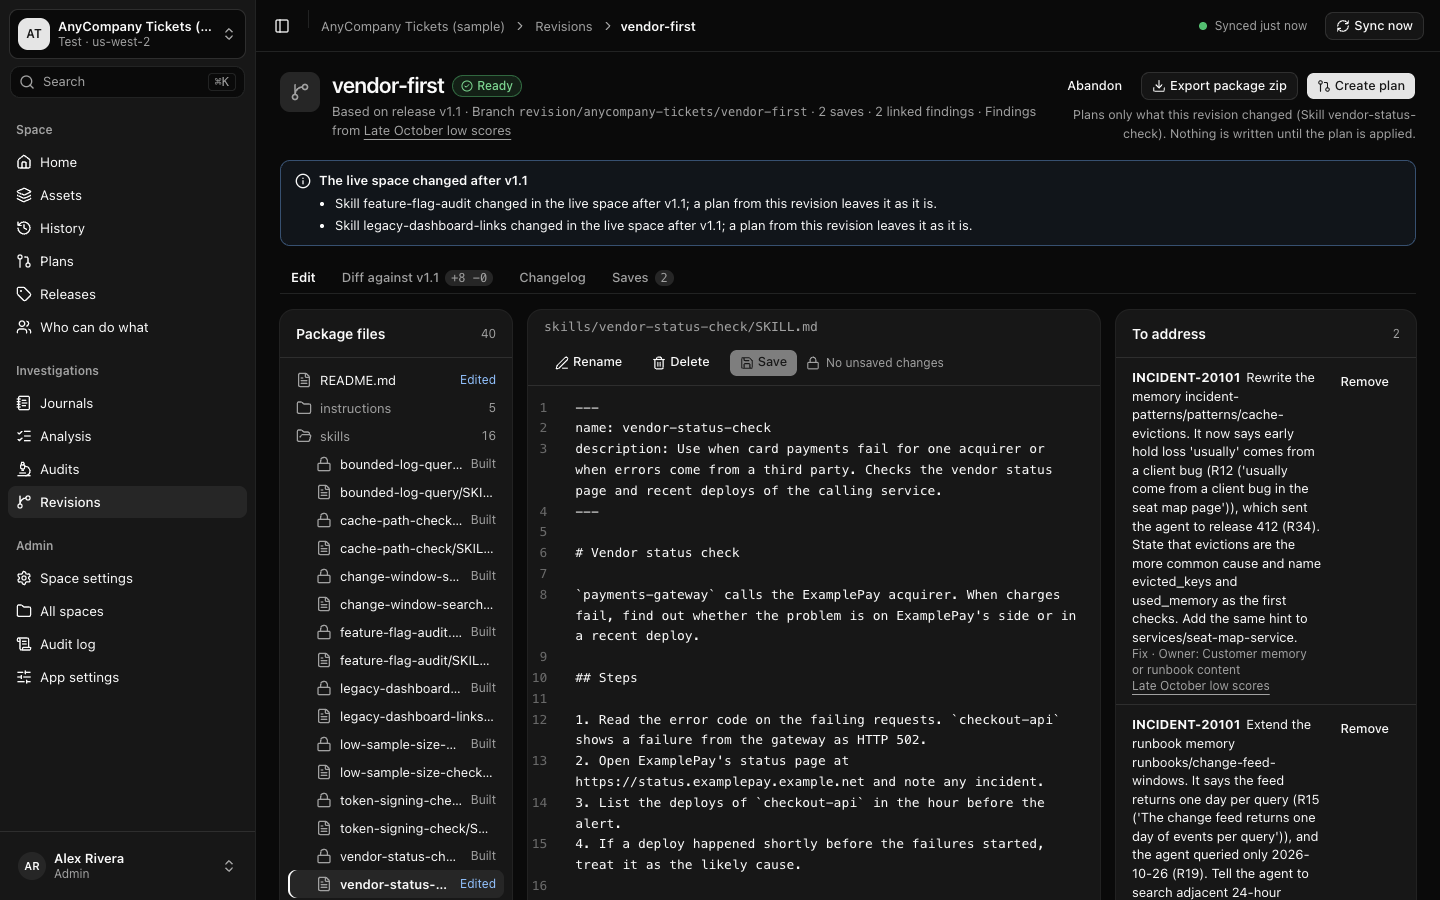 AT
AnyCompany Tickets (...
Test · us-west-2
Search
⌘K
Space
Home
Assets
History
Plans
Releases
Who can do what
Investigations
Journals
Analysis
Audits
Revisions
Admin
Space settings
All spaces
Audit log
App settings
AR
Alex Rivera
Admin
AnyCompany Tickets (sample) > Revisions > vendor-first
Synced just now
Sync now
vendor-first
Ready
Based on release v1.1 · Branch revision/anycompany-tickets/vendor-first · 2 saves · 2 linked findings · Findings
from Late October low scores
Abandon
Export package zip
Create plan
Plans only what this revision changed (Skill vendor-status-
check). Nothing is written until the plan is applied.
The live space changed after v1.1
• Skill feature-flag-audit changed in the live space after v1.1; a plan from this revision leaves it as it is.
• Skill legacy-dashboard-links changed in the live space after v1.1; a plan from this revision leaves it as it is.
Edit
Diff against v1.1 +8 −0
Changelog
Saves 2
Package files 40
README.md Edited
instructions 5
skills 16
bounded-log-quer... Built
bounded-log-query/SKI...
cache-path-check... Built
cache-path-check/SKIL...
change-window-s... Built
change-window-search...
feature-flag-audit.... Built
feature-flag-audit/SKIL...
legacy-dashboard... Built
legacy-dashboard-links...
low-sample-size-... Built
low-sample-size-check...
token-signing-che... Built
token-signing-check/S...
vendor-status-ch... Built
vendor-status-... Edited
skills/vendor-status-check/SKILL.md
Rename
Delete
Save
No unsaved changes
1 ---
2 name: vendor-status-check
3 description: Use when card payments fail for one acquirer or
when errors come from a third party. Checks the vendor status
page and recent deploys of the calling service.
4 ---
5
6 # Vendor status check
7
8 `payments-gateway` calls the ExamplePay acquirer. When charges
fail, find out whether the problem is on ExamplePay's side or in
a recent deploy.
9
10 ## Steps
11
12 1. Read the error code on the failing requests. `checkout-api`
shows a failure from the gateway as HTTP 502.
13 2. Open ExamplePay's status page at
https://status.examplepay.example.net and note any incident.
14 3. List the deploys of `checkout-api` in the hour before the
alert.
15 4. If a deploy happened shortly before the failures started,
treat it as the likely cause.
16
To address 2
INCIDENT-20101 Rewrite the
memory incident-
patterns/patterns/cache-
evictions. It now says early
hold loss 'usually' comes from
a client bug (R12 ('usually
come from a client bug in the
seat map page')), which sent
the agent to release 412 (R34).
State that evictions are the
more common cause and name
evicted_keys and
used_memory as the first
checks. Add the same hint to
services/seat-map-service.
Fix · Owner: Customer memory
or runbook content
Late October low scores
Remove
INCIDENT-20101 Extend the
runbook memory
runbooks/change-feed-
windows. It says the feed
returns one day per query (R15
('The change feed returns one
day of events per query')), and
the agent queried only 2026-
10-26 (R19). Tell the agent to
search adjacent 24-hour
Remove